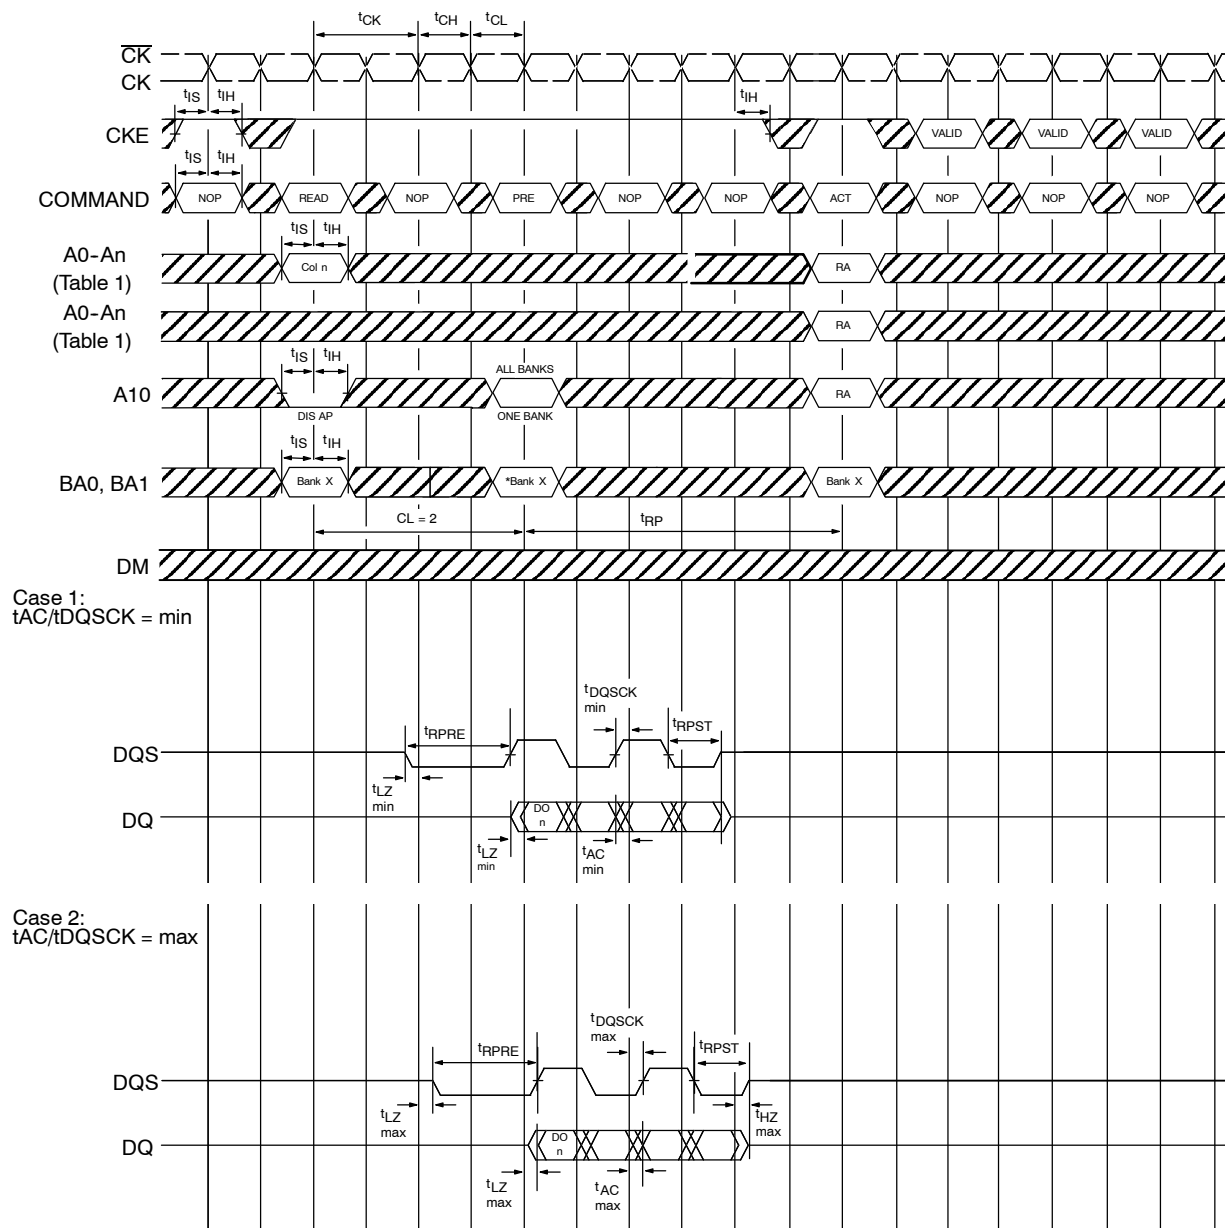 tCK tCH tCL
CK
CK
tIS tIH tIH
CKE VALID VALID VALID
tIS tIH
COMMAND NOP READ NOP PRE NOP NOP ACT NOP NOP NOP
tIS tIH
A0-An
(Table 1) Col n RA
A0-An
(Table 1) RA
tIS tIH ALL BANKS
A10 RA
DIS AP ONE BANK
tIS tIH
BA0, BA1 Bank X *Bank X Bank X
CL = 2 tRP
DM
Case 1:
tAC/tDQSCK = min
tDQSCK
min
tRPRE tRPST
DQS
tLZ
min
DQ DO
n
tLZ
min
tAC
min
Case 2:
tAC/tDQSCK = max
tDQSCK
max
tRPRE tRPST
DQS
tLZ
max
tHZ
max
DQ DO
n
tLZ
max
tAC
max